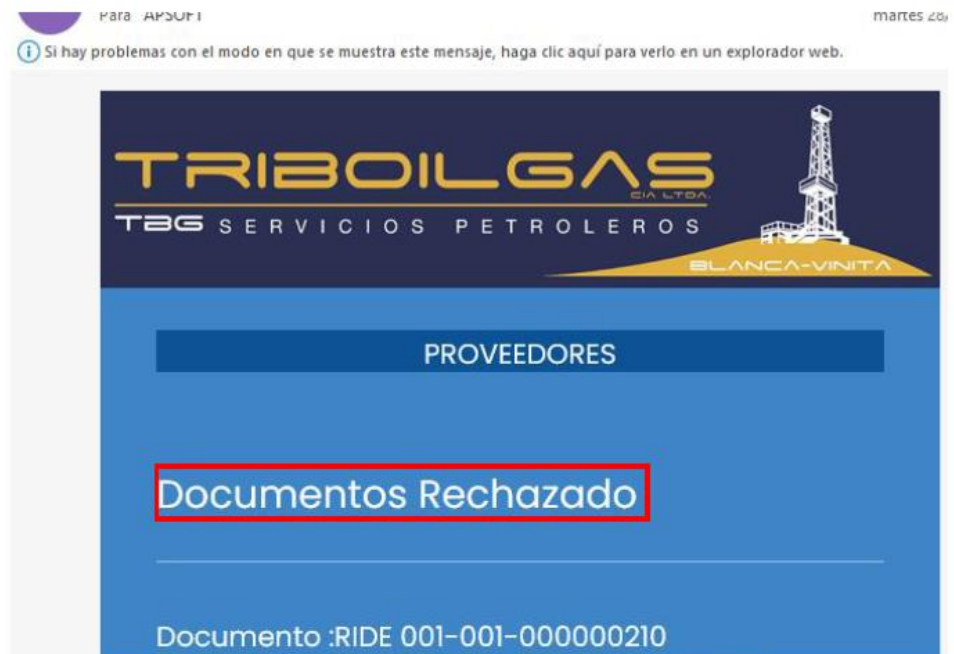 Para APSOFT
martes 28/
Si hay problemas con el modo en que se muestra este mensaje, haga clic aquí para verlo en un explorador web.
TRIBOILGAS
CIA LTDA.
TBG SERVICIOS PETROLEROS
BLANCA-VINITA
PROVEEDORES
Documentos Rechazado
Documento :RIDE 001-001-000000210